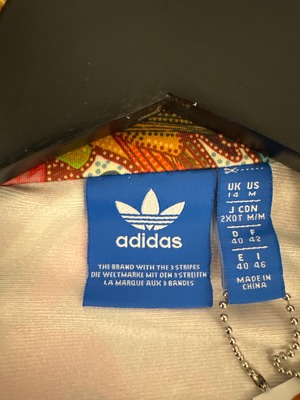 adidas
THE BRAND WITH THE 3 STRIPES
DIE WELTMARKE MIT DEN 3 STREIFEN
LA MARQUE AUX 3 BANDES
UK US
14 M
J CDN
2XOT M/M
D F
40 42
E I
40 46
MADE IN
CHINA